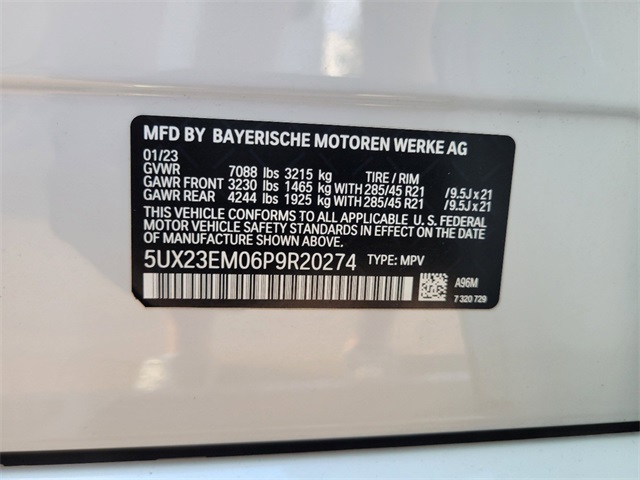 MFD BY BAYERISCHE MOTOREN WERKE AG
01/23
GVWR 7088 lbs 3215 kg TIRE / RIM
GAWR FRONT 3230 lbs 1465 kg WITH 285/45 R21 /9.5J x 21
GAWR REAR 4244 lbs 1925 kg WITH 285/45 R21 /9.5J x 21
THIS VEHICLE CONFORMS TO ALL APPLICABLE U. S. FEDERAL
MOTOR VEHICLE SAFETY STANDARDS IN EFFECT ON THE
DATE OF MANUFACTURE SHOWN ABOVE.
5UX23EM06P9R20274 TYPE: MPV
A96M
7 320 729